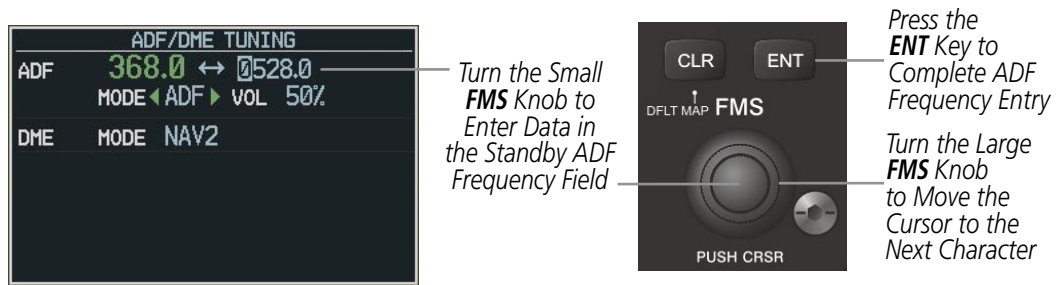 ADF/DME TUNING
ADF 368.0 ↔ 0528.0
MODE ADF VOL 50%
DME MODE NAV2
Turn the Small
FMS Knob to
Enter Data in
the Standby ADF
Frequency Field
CLR ENT
DFLT MAP FMS
PUSH CRSR
Press the
ENT Key to
Complete ADF
Frequency Entry
Turn the Large
FMS Knob
to Move the
Cursor to the
Next Character